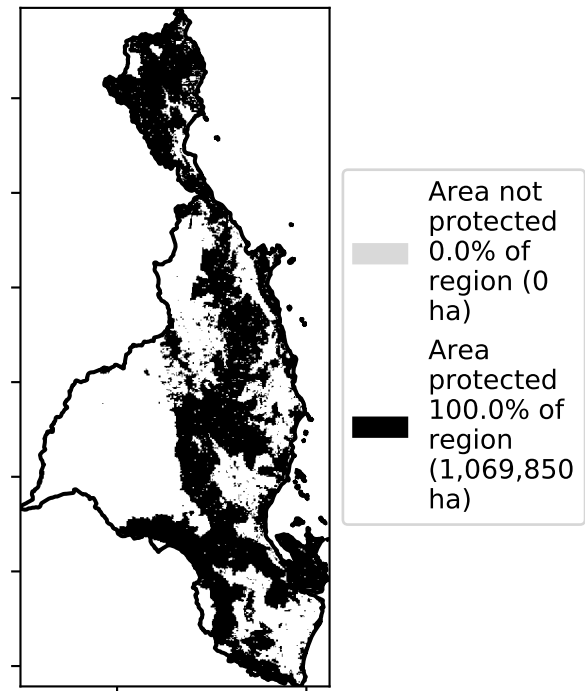 Area not
protected
0.0% of
region (0
ha)
Area
protected
100.0% of
region
(1,069,850
ha)